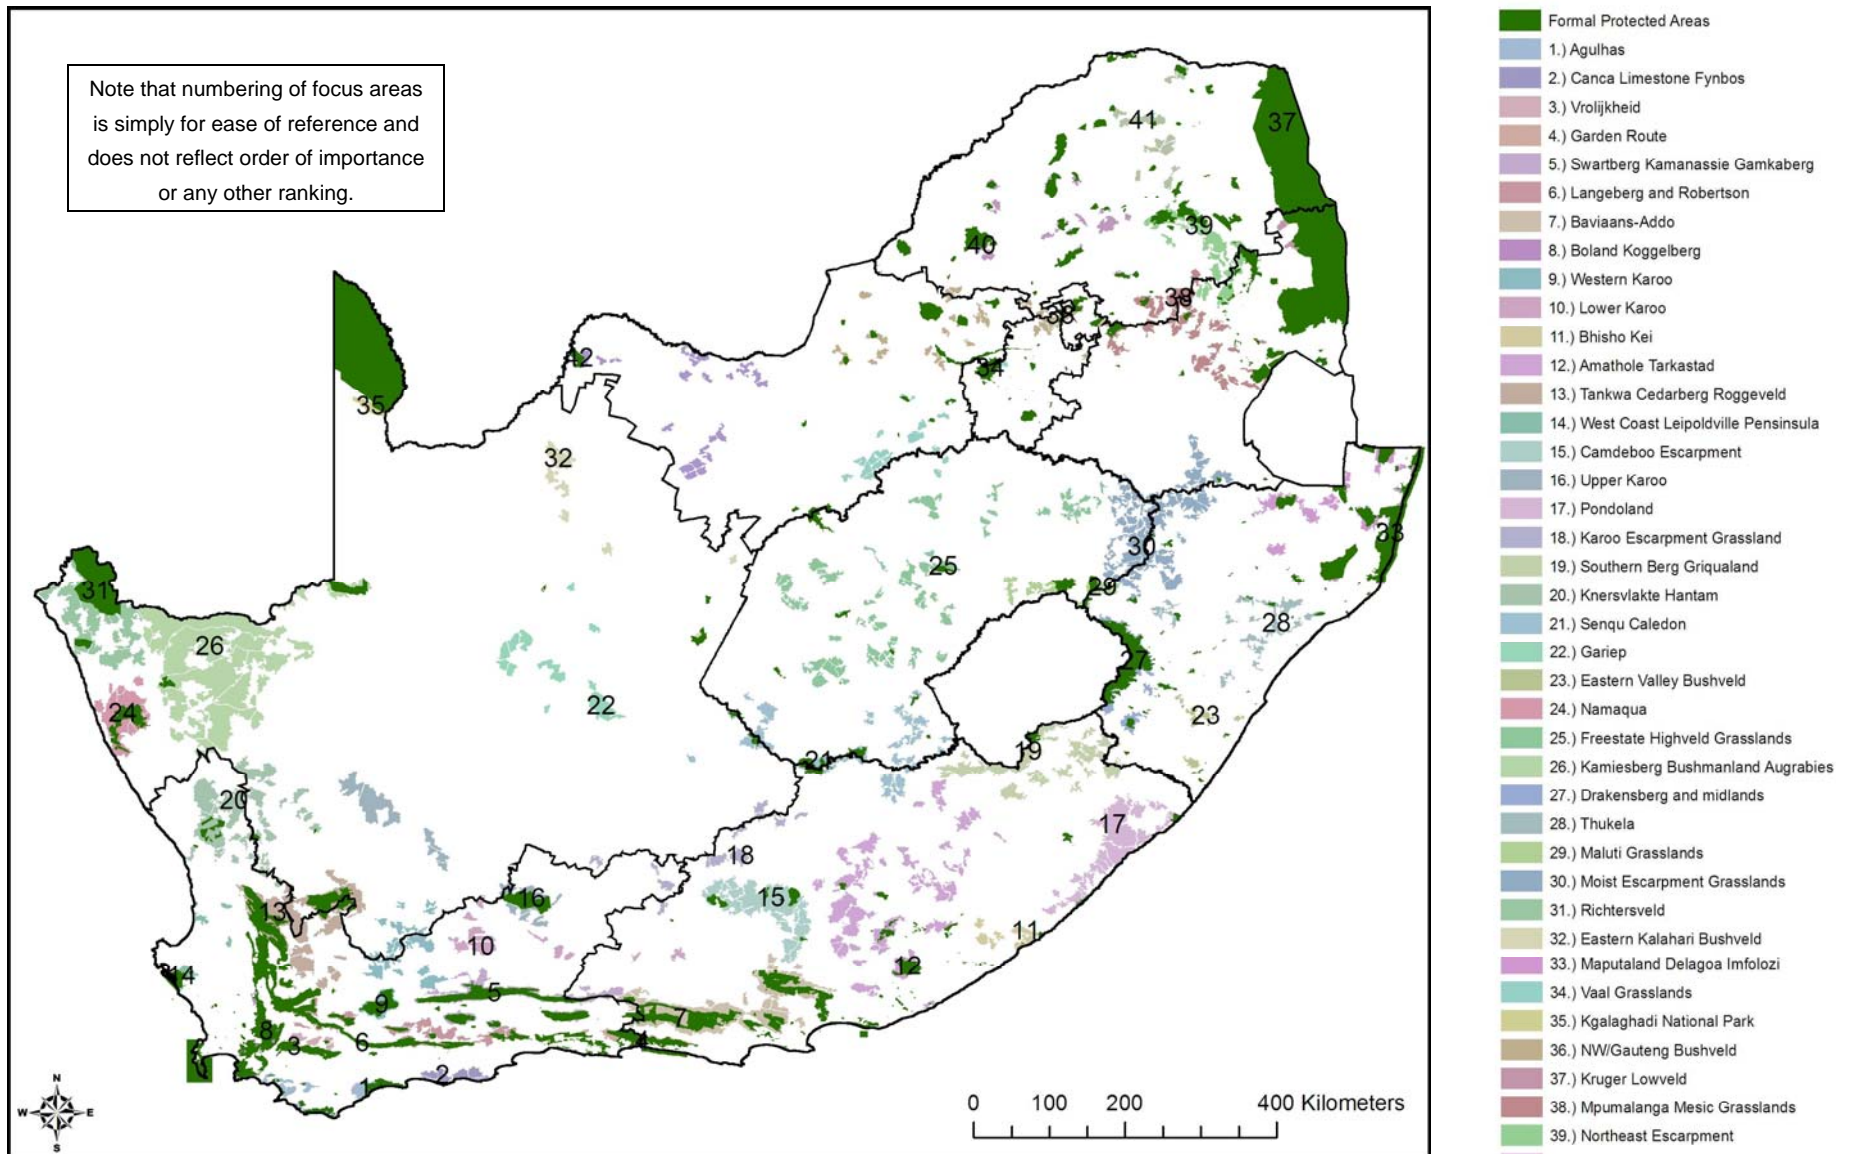 Note that numbering of focus areas
is simply for ease of reference and
does not reflect order of importance
or any other ranking.
41
37
39
40
38
34
35
32
33
30
25
29
31
28
26
27
22
24
23
19
21
20
17
18
15
16
13
11
10
12
14
5
9
7
8
6
3
4
2
1
N
W
E
S
0 100 200 400 Kilometers
Formal Protected Areas
1.) Agulhas
2.) Canca Limestone Fynbos
3.) Vrolijkheid
4.) Garden Route
5.) Swartberg Kamanassie Gamkaberg
6.) Langeberg and Robertson
7.) Baviaans-Addo
8.) Boland Koggelberg
9.) Western Karoo
10.) Lower Karoo
11.) Bhisho Kei
12.) Amathole Tarkastad
13.) Tankwa Cedarberg Roggeveld
14.) West Coast Leipoldville Pensinsula
15.) Camdeboo Escarpment
16.) Upper Karoo
17.) Pondoland
18.) Karoo Escarpment Grassland
19.) Southern Berg Griqualand
20.) Knersvlakte Hantam
21.) Senqu Caledon
22.) Gariep
23.) Eastern Valley Bushveld
24.) Namaqua
25.) Freestate Highveld Grasslands
26.) Kamiesberg Bushmanland Augrabies
27.) Drakensberg and midlands
28.) Thukela
29.) Maluti Grasslands
30.) Moist Escarpment Grasslands
31.) Richtersveld
32.) Eastern Kalahari Bushveld
33.) Maputaland Delagoa Imfolozi
34.) Vaal Grasslands
35.) Kgalaghadi National Park
36.) NW/Gauteng Bushveld
37.) Kruger Lowveld
38.) Mpumalanga Mesic Grasslands
39.) Northeast Escarpment